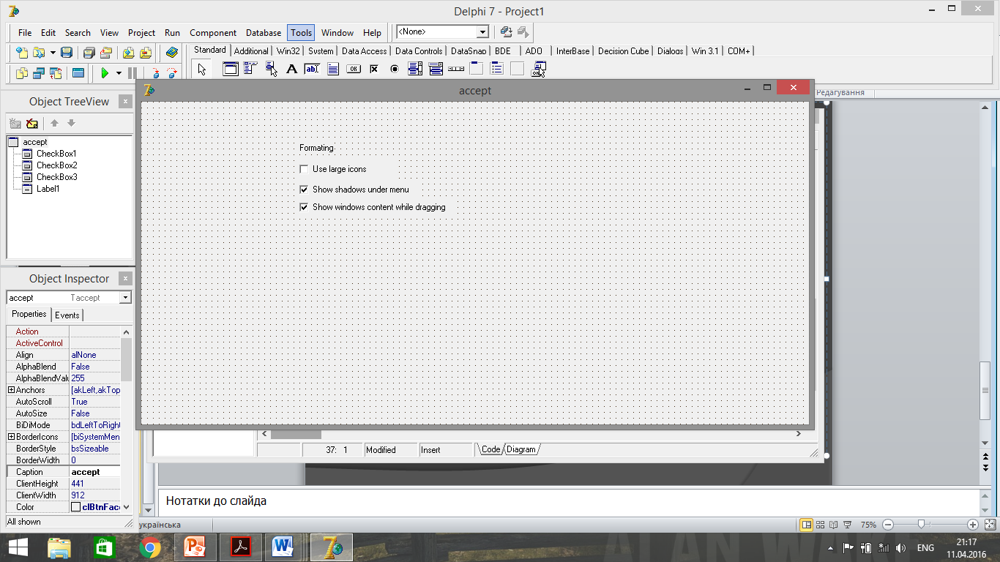 Delphi 7 - Project1
File Edit Search View Project Run Component Database Tools Window Help <None>
Standard Additional Win32 System Data Access Data Controls DataSnap BDE ADO InterBase Decision Cube Dialogs Win 3.1 COM+
accept
Редагування
Object TreeView
accept
CheckBox1
CheckBox2
CheckBox3
Label1
Formating
Use large icons
Show shadows under menu
Show windows content while dragging
Object Inspector
accept Taccept
Properties Events
Action
ActiveControl
Align alNone
AlphaBlend False
AlphaBlendValu 255
Anchors [akLeft,akTop
AutoScroll True
AutoSize False
BiDiMode bdLeftToRight
BorderIcons [biSystemMen
BorderStyle bsSizeable
BorderWidth 0
Caption accept
ClientHeight 441
ClientWidth 912
Color clBtnFace
All shown
37: 1 Modified Insert Code Diagram
Нотатки до слайда
українська 75%
ENG 21:17
11.04.2016